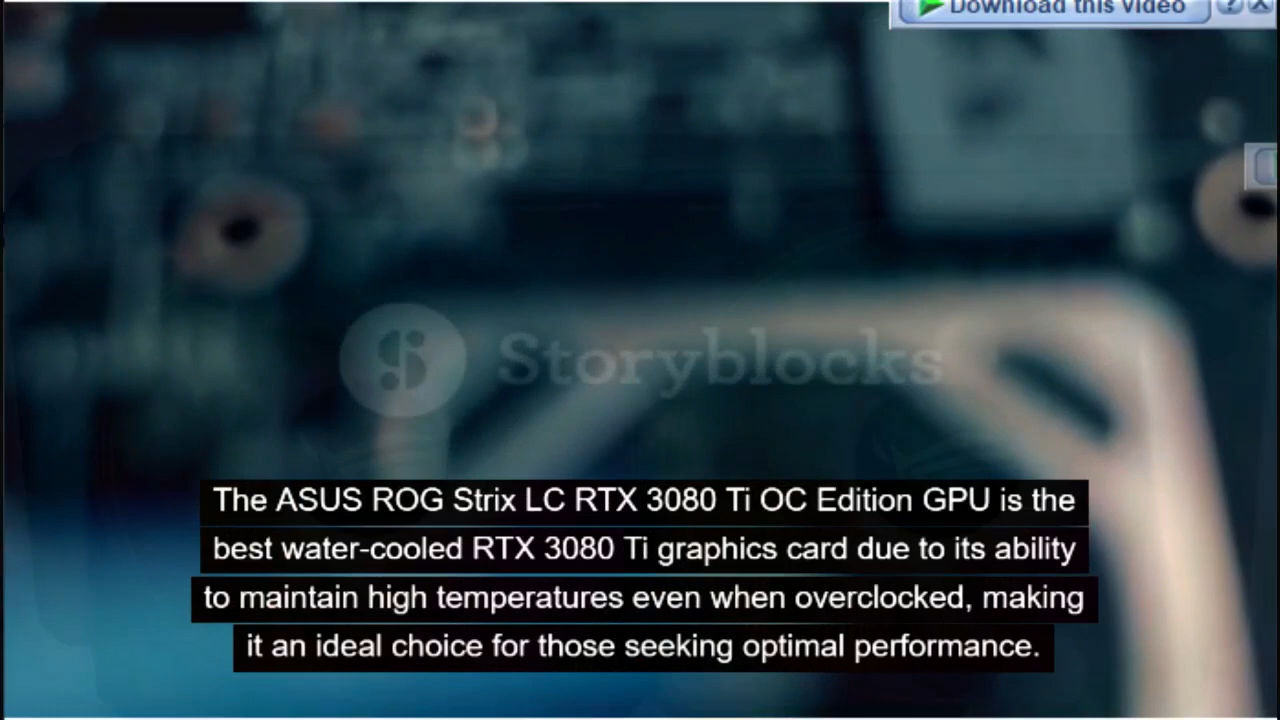 Download this video
?
X
Storyblocks
The ASUS ROG Strix LC RTX 3080 Ti OC Edition GPU is the
best water-cooled RTX 3080 Ti graphics card due to its ability
to maintain high temperatures even when overclocked, making
it an ideal choice for those seeking optimal performance.